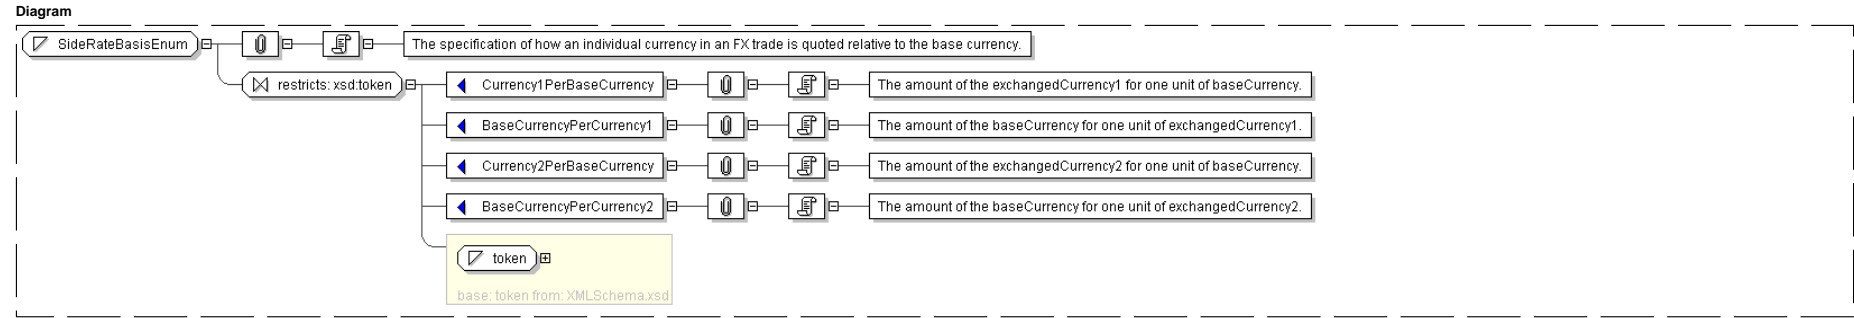 Diagram
SideRateBasisEnum
The specification of how an individual currency in an FX trade is quoted relative to the base currency.
restricts: xsd:token
Currency1PerBaseCurrency
The amount of the exchangedCurrency1 for one unit of baseCurrency.
BaseCurrencyPerCurrency1
The amount of the baseCurrency for one unit of exchangedCurrency1.
Currency2PerBaseCurrency
The amount of the exchangedCurrency2 for one unit of baseCurrency.
BaseCurrencyPerCurrency2
The amount of the baseCurrency for one unit of exchangedCurrency2.
token
base: token from: XMLSchema.xsd